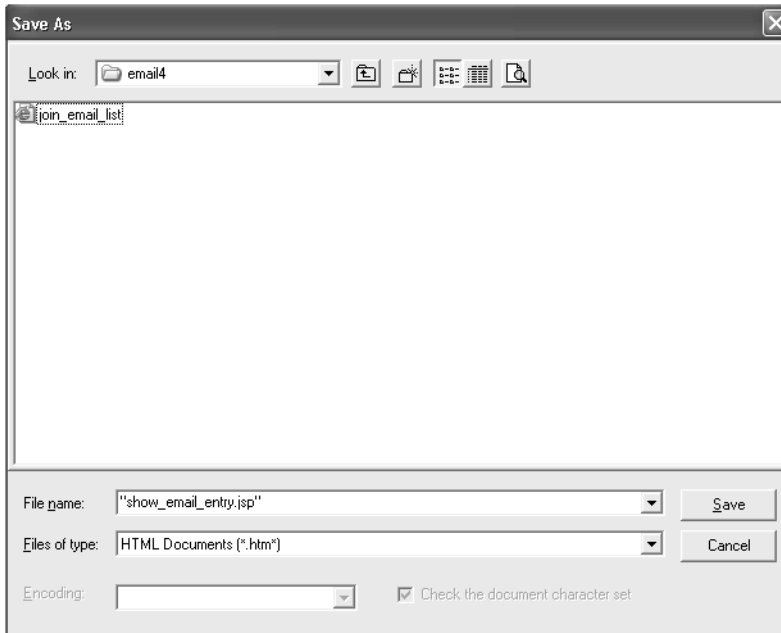 Save As
Look in: email4
join_email_list
File name: "show_email_entry.jsp" Save
Files of type: HTML Documents (*.htm*) Cancel
Encoding: Check the document character set